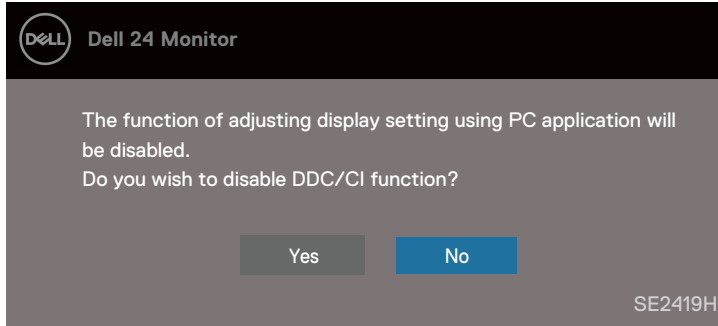 DELL
Dell 24 Monitor
The function of adjusting display setting using PC application will
be disabled.
Do you wish to disable DDC/CI function?
Yes
No
SE2419H